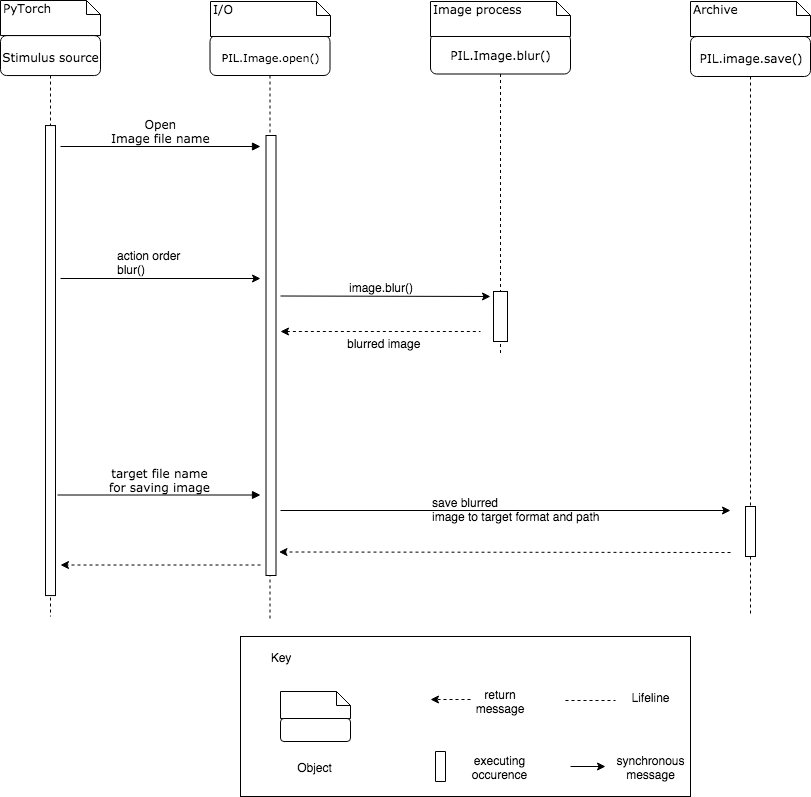 PyTorch
I/O
Image process
Archive
Stimulus source
PIL.Image.open()
PIL.Image.blur()
PIL.image.save()
Open
Image file name
action order
blur()
image.blur()
blurred image
target file name
for saving image
save blurred
image to target format and path
Key
return
message
Lifeline
Object
executing
occurence
synchronous
message